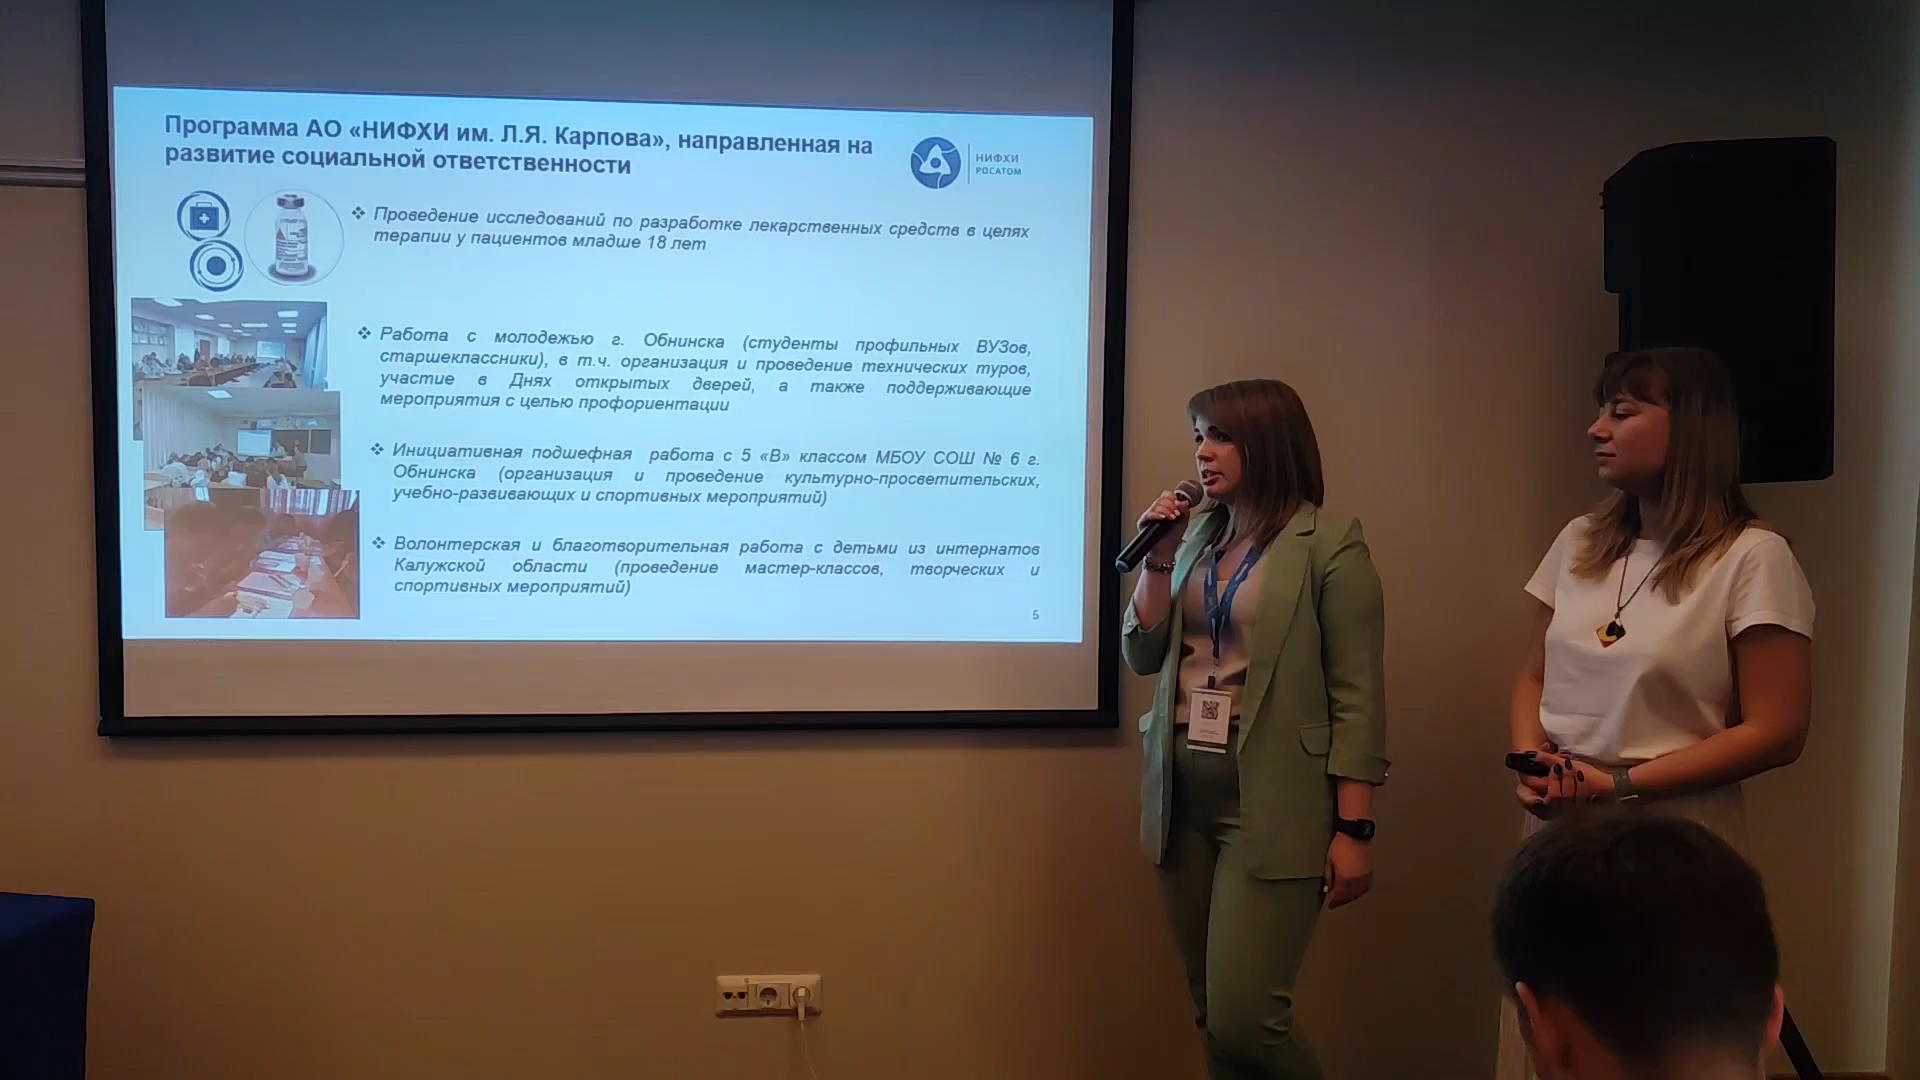 Программа АО «НИФХИ им. Л.Я. Карпова», направленная на
развитие социальной ответственности
НИФХИ
РОСАТОМ
❖ Проведение исследований по разработке лекарственных средств в целях
терапии у пациентов младше 18 лет
❖ Работа с молодежью г. Обнинска (студенты профильных ВУЗов,
старшеклассники), в т.ч. организация и проведение технических туров,
участие в Днях открытых дверей, а также поддерживающие
мероприятия с целью профориентации
❖ Инициативная подшефная работа с 5 «В» классом МБОУ СОШ № 6 г.
Обнинска (организация и проведение культурно-просветительских,
учебно-развивающих и спортивных мероприятий)
❖ Волонтерская и благотворительная работа с детьми из интернатов
Калужской области (проведение мастер-классов, творческих и
спортивных мероприятий)
5